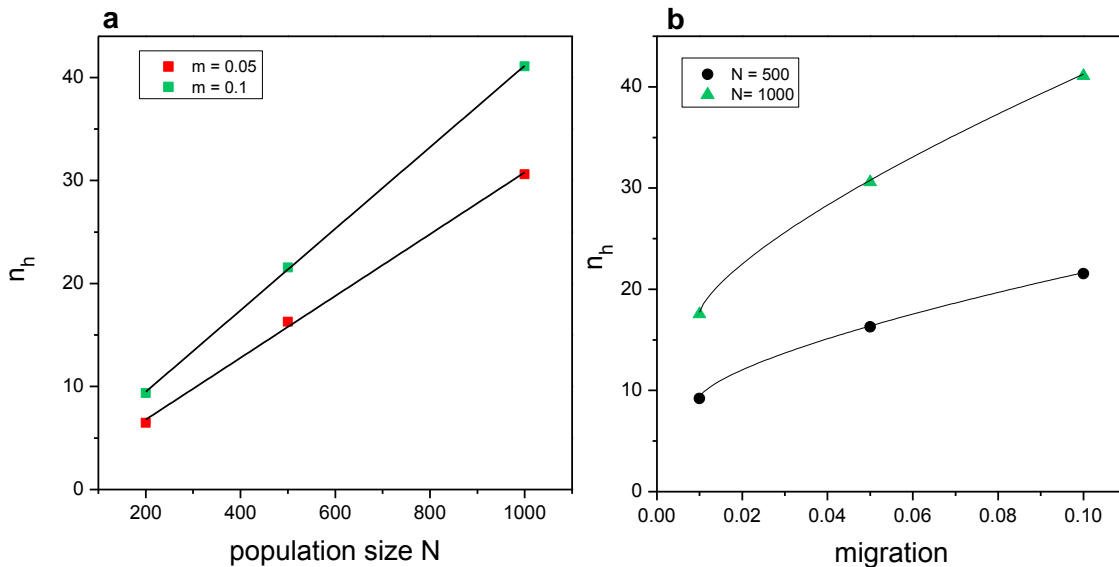 a
m = 0.05
m = 0.1
40
30
20
10
0
200
400
600
800
1000
n_h
population size N
b
N = 500
N= 1000
40
30
20
10
0
0.00
0.02
0.04
0.06
0.08
0.10
n_h
migration